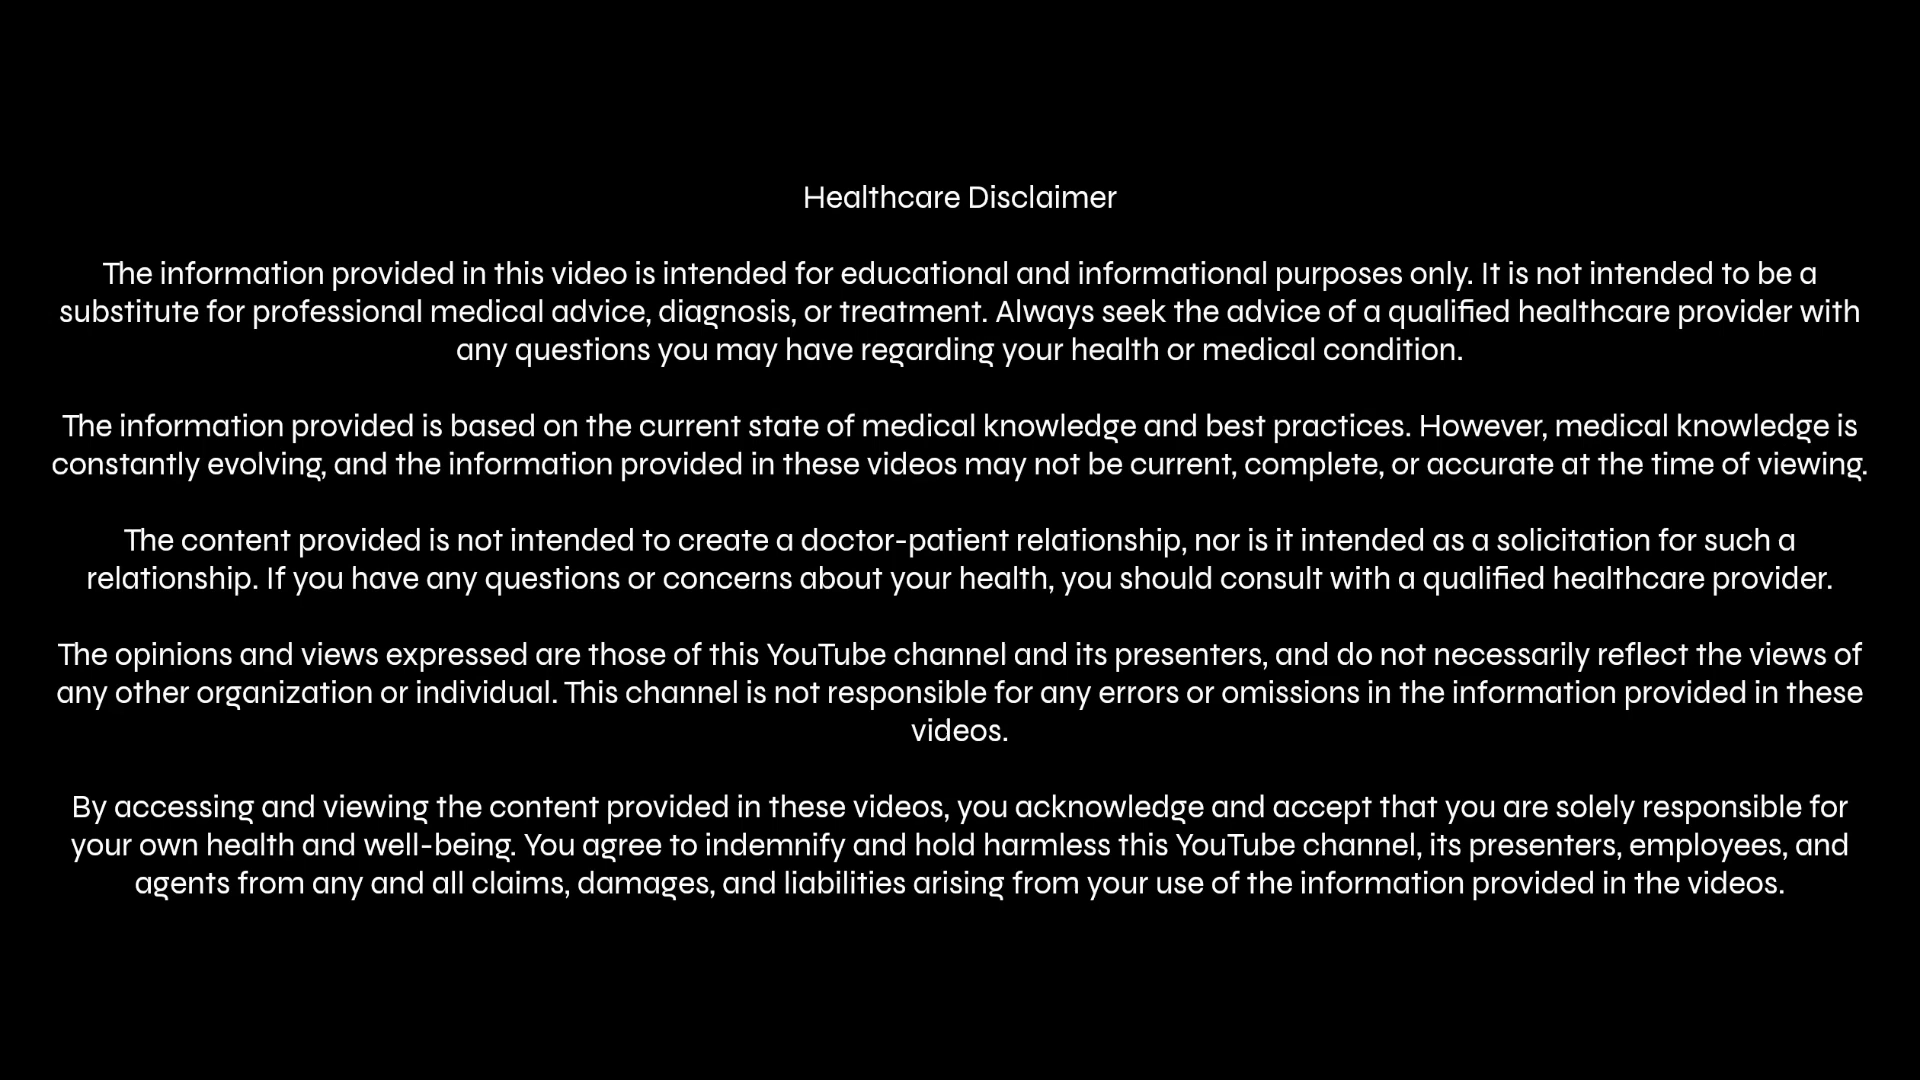 Healthcare Disclaimer
The information provided in this video is intended for educational and informational purposes only. It is not intended to be a
substitute for professional medical advice, diagnosis, or treatment. Always seek the advice of a qualified healthcare provider with
any questions you may have regarding your health or medical condition.
The information provided is based on the current state of medical knowledge and best practices. However, medical knowledge is
constantly evolving, and the information provided in these videos may not be current, complete, or accurate at the time of viewing.
The content provided is not intended to create a doctor-patient relationship, nor is it intended as a solicitation for such a
relationship. If you have any questions or concerns about your health, you should consult with a qualified healthcare provider.
The opinions and views expressed are those of this YouTube channel and its presenters, and do not necessarily reflect the views of
any other organization or individual. This channel is not responsible for any errors or omissions in the information provided in these
videos.
By accessing and viewing the content provided in these videos, you acknowledge and accept that you are solely responsible for
your own health and well-being. You agree to indemnify and hold harmless this YouTube channel, its presenters, employees, and
agents from any and all claims, damages, and liabilities arising from your use of the information provided in the videos.